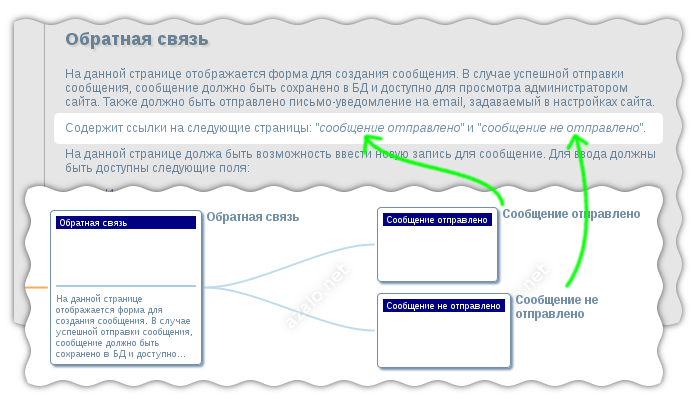 Обратная связь
На данной странице отображается форма для создания сообщения. В случае успешной отправки
сообщения, сообщение должно быть сохранено в БД и доступно для просмотра администратором
сайта. Также должно быть отправлено письмо-уведомление на email, задаваемый в настройках сайта.
Содержит ссылки на следующие страницы: "сообщение отправлено" и "сообщение не отправлено".
На данной странице должа быть возможность ввести новую запись для сообщение. Для ввода должны
быть доступны следующие поля:
Обратная связь
Обратная связь
На данной странице
отображается форма для
создания сообщения. В случае
успешной отправки сообщения,
сообщение должно быть
сохранено в БД и доступно...
Сообщение отправлено
Сообщение отправлено
Сообщение не отправлено
Сообщение не
отправлено
azalo.net